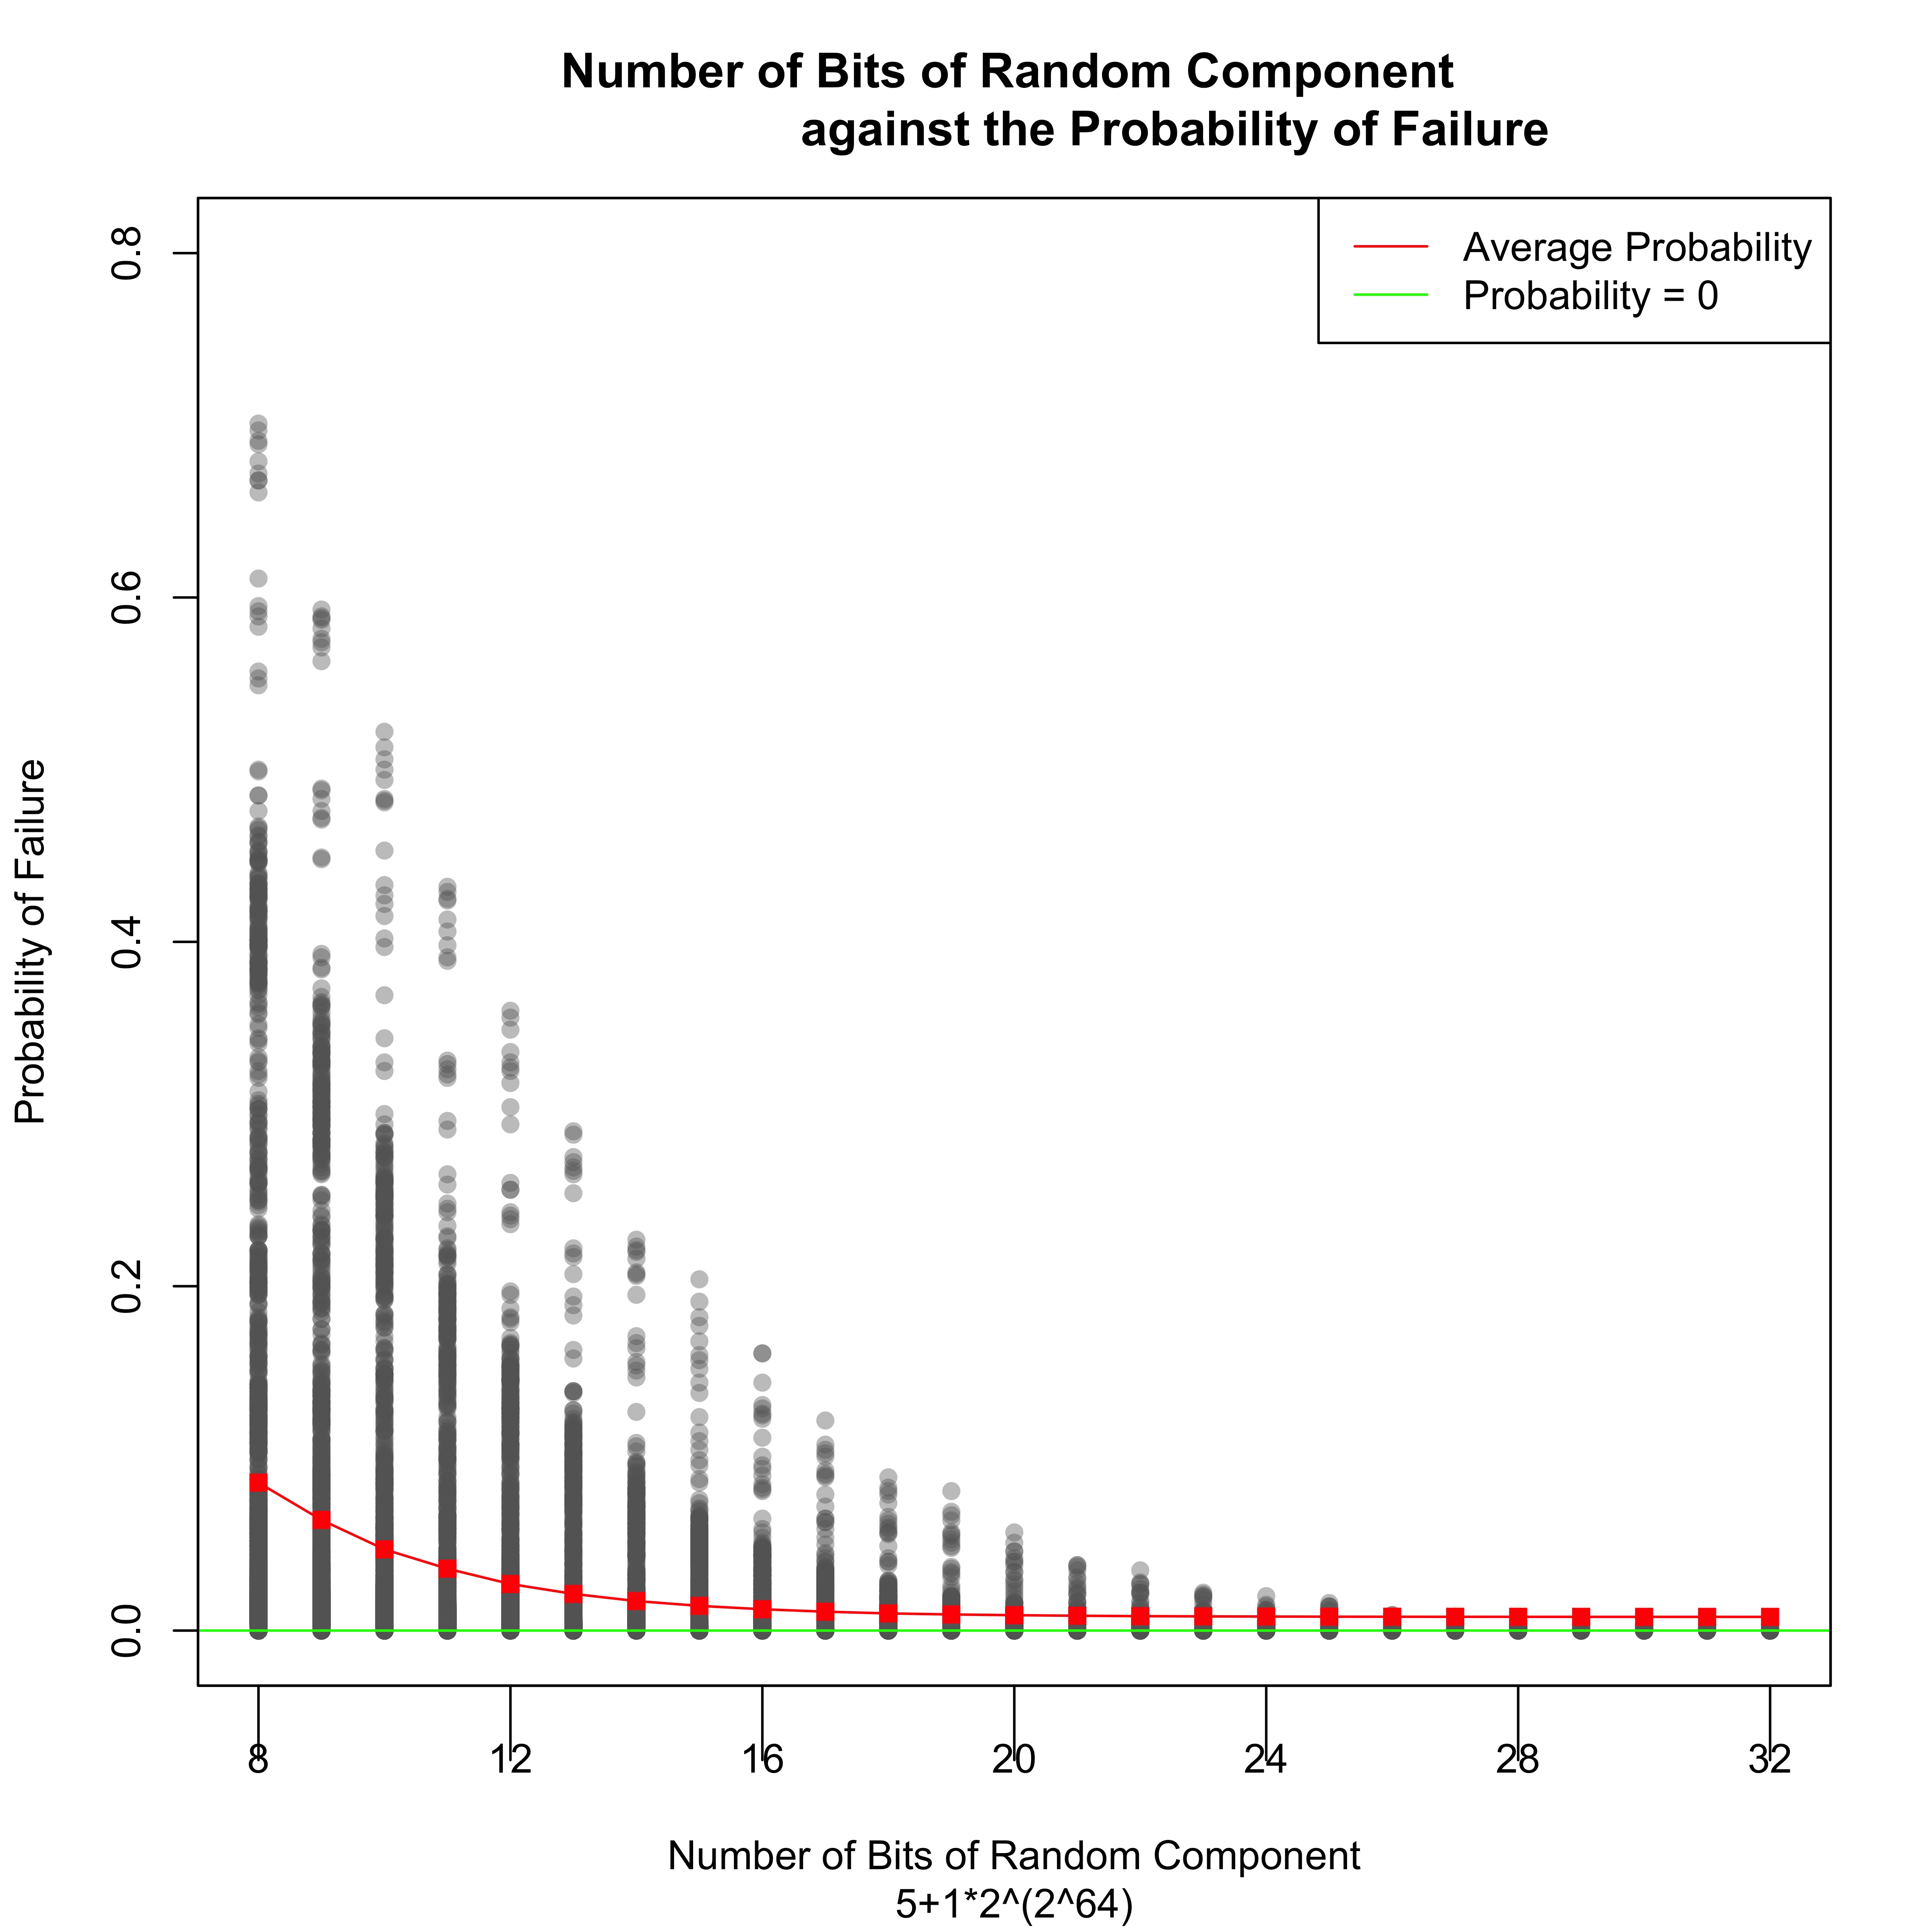 Number of Bits of Random Component
against the Probability of Failure
Average Probability
Probability = 0
0.8
0.6
0.4
0.2
0.0
Probability of Failure
8 12 16 20 24 28 32
Number of Bits of Random Component
5+1*2^(2^64)